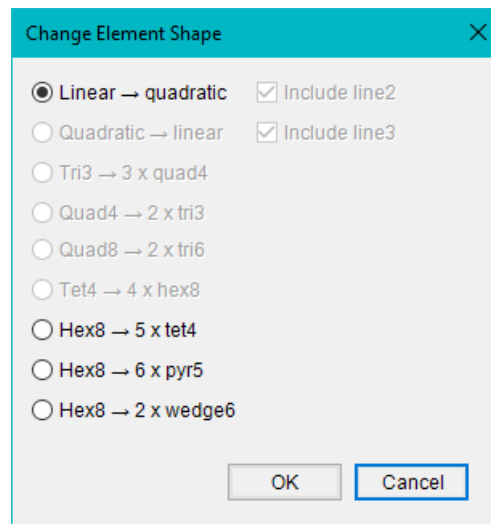 Change Element Shape
Linear → quadratic Include line2
Quadratic → linear Include line3
Tri3 → 3 x quad4
Quad4 → 2 x tri3
Quad8 → 2 x tri6
Tet4 → 4 x hex8
Hex8 → 5 x tet4
Hex8 → 6 x pyr5
Hex8 → 2 x wedge6
OK Cancel